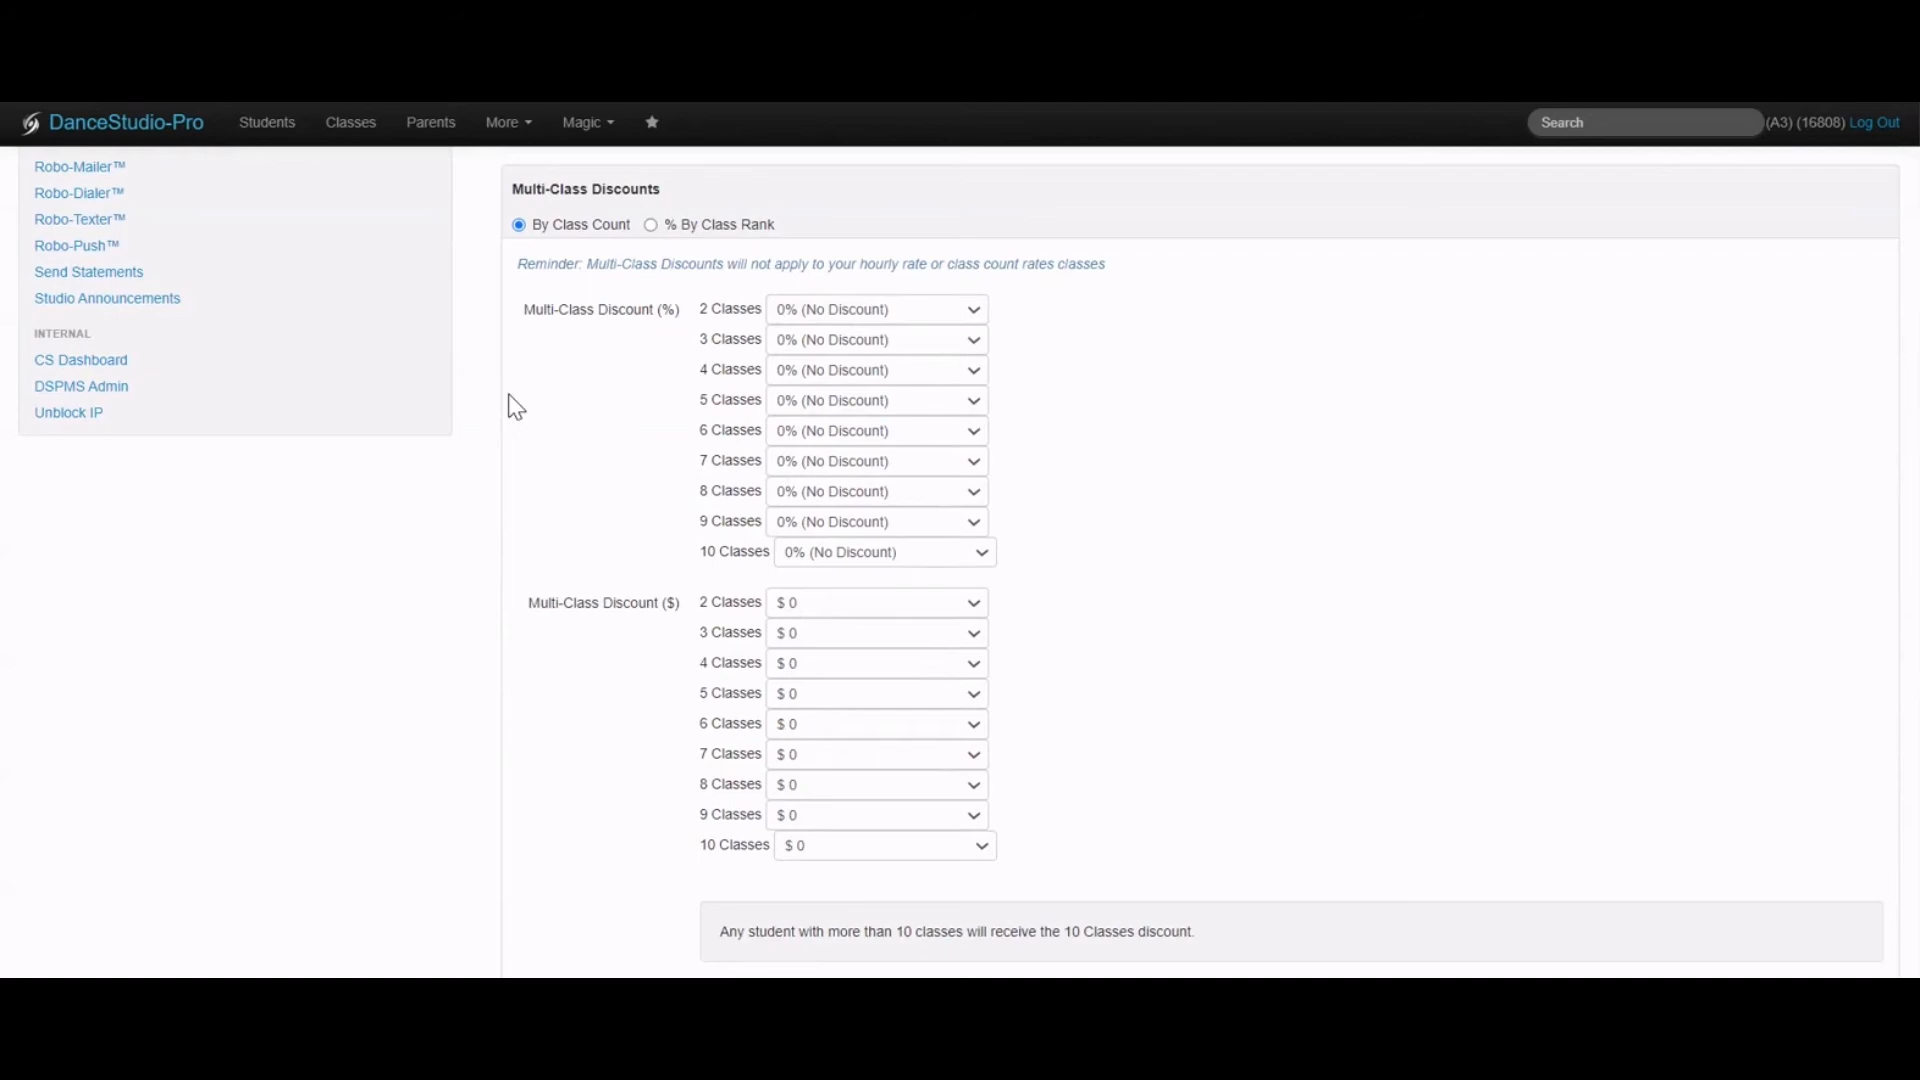 DanceStudio-Pro Students Classes Parents More Magic Search (A3) (16808) Log Out
Robo-Mailer™
Robo-Dialer™
Robo-Texter™
Robo-Push™
Send Statements
Studio Announcements
INTERNAL
CS Dashboard
DSPMS Admin
Unblock IP
Multi-Class Discounts
By Class Count % By Class Rank
Reminder: Multi-Class Discounts will not apply to your hourly rate or class count rates classes
Multi-Class Discount (%) 2 Classes 0% (No Discount)
3 Classes 0% (No Discount)
4 Classes 0% (No Discount)
5 Classes 0% (No Discount)
6 Classes 0% (No Discount)
7 Classes 0% (No Discount)
8 Classes 0% (No Discount)
9 Classes 0% (No Discount)
10 Classes 0% (No Discount)
Multi-Class Discount ($) 2 Classes $ 0
3 Classes $ 0
4 Classes $ 0
5 Classes $ 0
6 Classes $ 0
7 Classes $ 0
8 Classes $ 0
9 Classes $ 0
10 Classes $ 0
Any student with more than 10 classes will receive the 10 Classes discount.